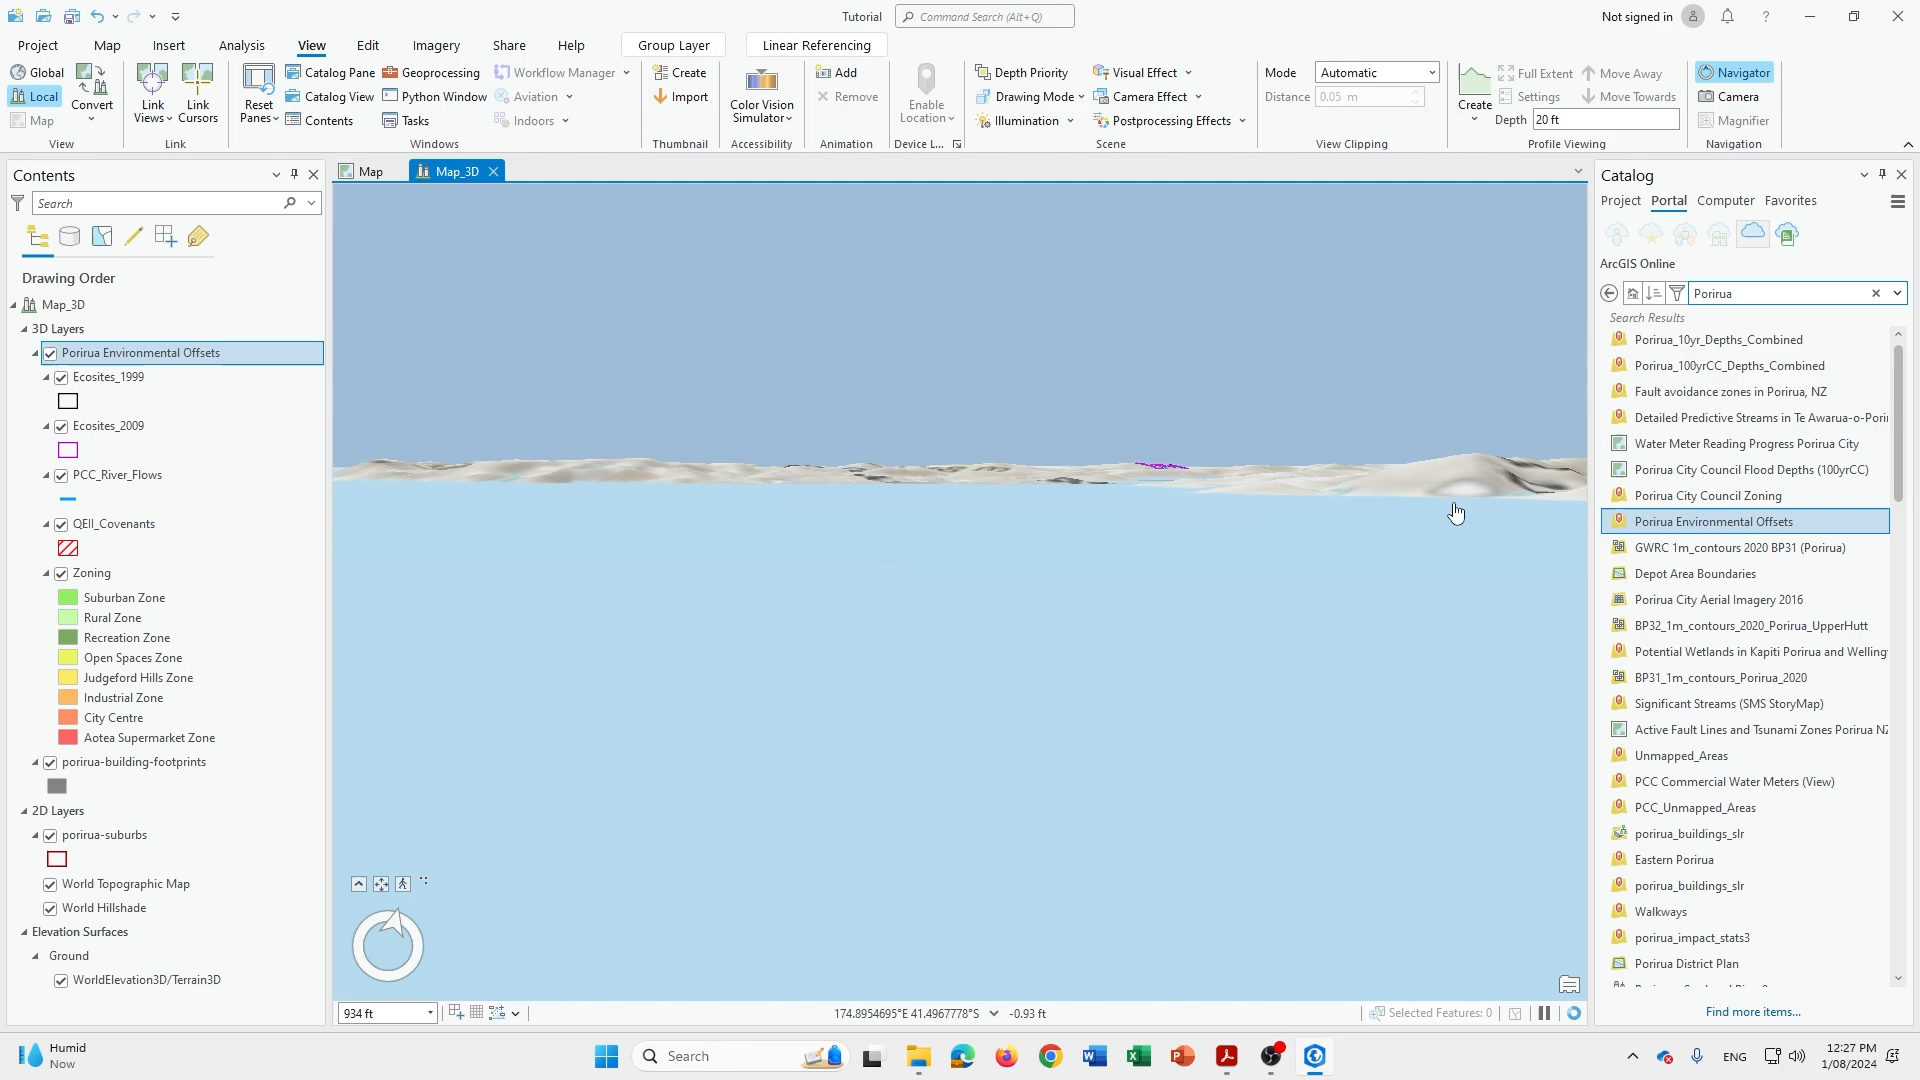 Tutorial
Command Search (Alt+Q)
Not signed in
?
Project
Map
Insert
Analysis
View
Edit
Imagery
Share
Help
Group Layer
Linear Referencing
Global
Local
Map
Convert
View
Link Views
Link Cursors
Link
Reset Panes
Catalog Pane
Catalog View
Contents
Geoprocessing
Python Window
Tasks
Windows
Workflow Manager
Aviation
Indoors
Create
Import
Thumbnail
Color Vision Simulator
Accessibility
Add
Remove
Animation
Enable Location
Device L...
Depth Priority
Drawing Mode
Illumination
Visual Effect
Camera Effect
Postprocessing Effects
Scene
Mode
Automatic
Distance
0.05 m
View Clipping
Create
Full Extent
Settings
Move Away
Move Towards
Depth
20 ft
Profile Viewing
Navigator
Camera
Magnifier
Navigation
Contents
Search
Drawing Order
Map_3D
3D Layers
Porirua Environmental Offsets
Ecosites_1999
Ecosites_2009
PCC_River_Flows
QEII_Covenants
Zoning
Suburban Zone
Rural Zone
Recreation Zone
Open Spaces Zone
Judgeford Hills Zone
Industrial Zone
City Centre
Aotea Supermarket Zone
porirua-building-footprints
2D Layers
porirua-suburbs
World Topographic Map
World Hillshade
Elevation Surfaces
Ground
WorldElevation3D/Terrain3D
Map
Map_3D
934 ft
174.8954695°E 41.4967778°S
-0.93 ft
Selected Features: 0
Catalog
Project
Portal
Computer
Favorites
ArcGIS Online
Porirua
Search Results
Porirua_10yr_Depths_Combined
Porirua_100yrCC_Depths_Combined
Fault avoidance zones in Porirua, NZ
Detailed Predictive Streams in Te Awarua-o-Pori
Water Meter Reading Progress Porirua City
Porirua City Council Flood Depths (100yrCC)
Porirua City Council Zoning
Porirua Environmental Offsets
GWRC 1m_contours 2020 BP31 (Porirua)
Depot Area Boundaries
Porirua City Aerial Imagery 2016
BP32_1m_contours_2020_Porirua_UpperHutt
Potential Wetlands in Kapiti Porirua and Welling
BP31_1m_contours_Porirua_2020
Significant Streams (SMS StoryMap)
Active Fault Lines and Tsunami Zones Porirua NZ
Unmapped_Areas
PCC Commercial Water Meters (View)
PCC_Unmapped_Areas
porirua_buildings_slr
Eastern Porirua
porirua_buildings_slr
Walkways
porirua_impact_stats3
Porirua District Plan
Find more items...
Humid
Now
Search
ENG
12:27 PM
1/08/2024